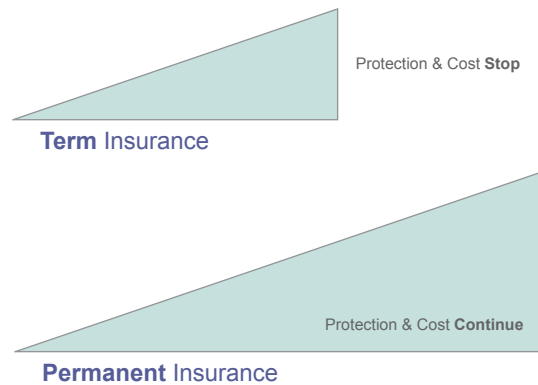 Protection & Cost Stop
Term Insurance
Protection & Cost Continue
Permanent Insurance